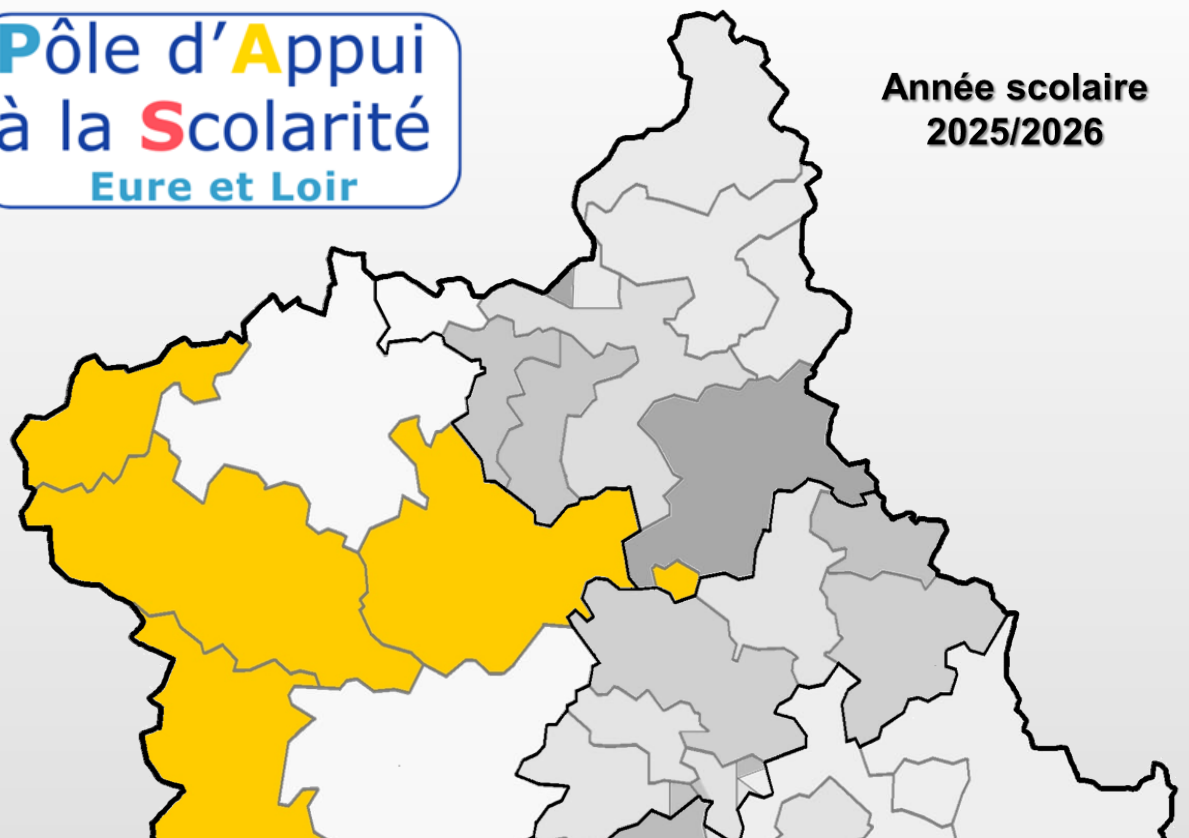 Pôle d'Appui
à la Scolarité
Eure et Loir
Année scolaire
2025/2026